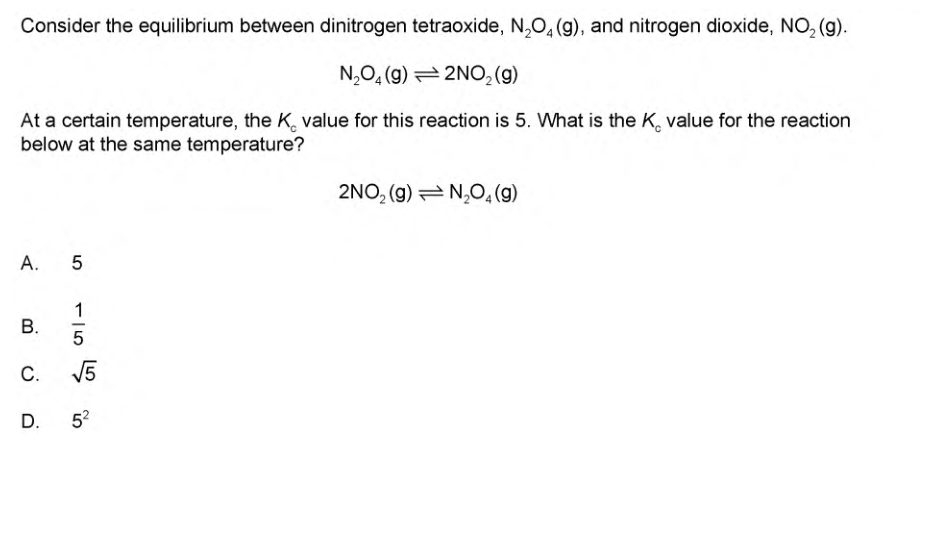 Consider the equilibrium between dinitrogen tetraoxide, N₂O₄(g), and nitrogen dioxide, NO₂(g).
N₂O₄(g) ⇌ 2NO₂(g)
At a certain temperature, the K꜀ value for this reaction is 5. What is the K꜀ value for the reaction
below at the same temperature?
2NO₂(g) ⇌ N₂O₄(g)
A. 5
B. 1/5
C. √5
D. 5²